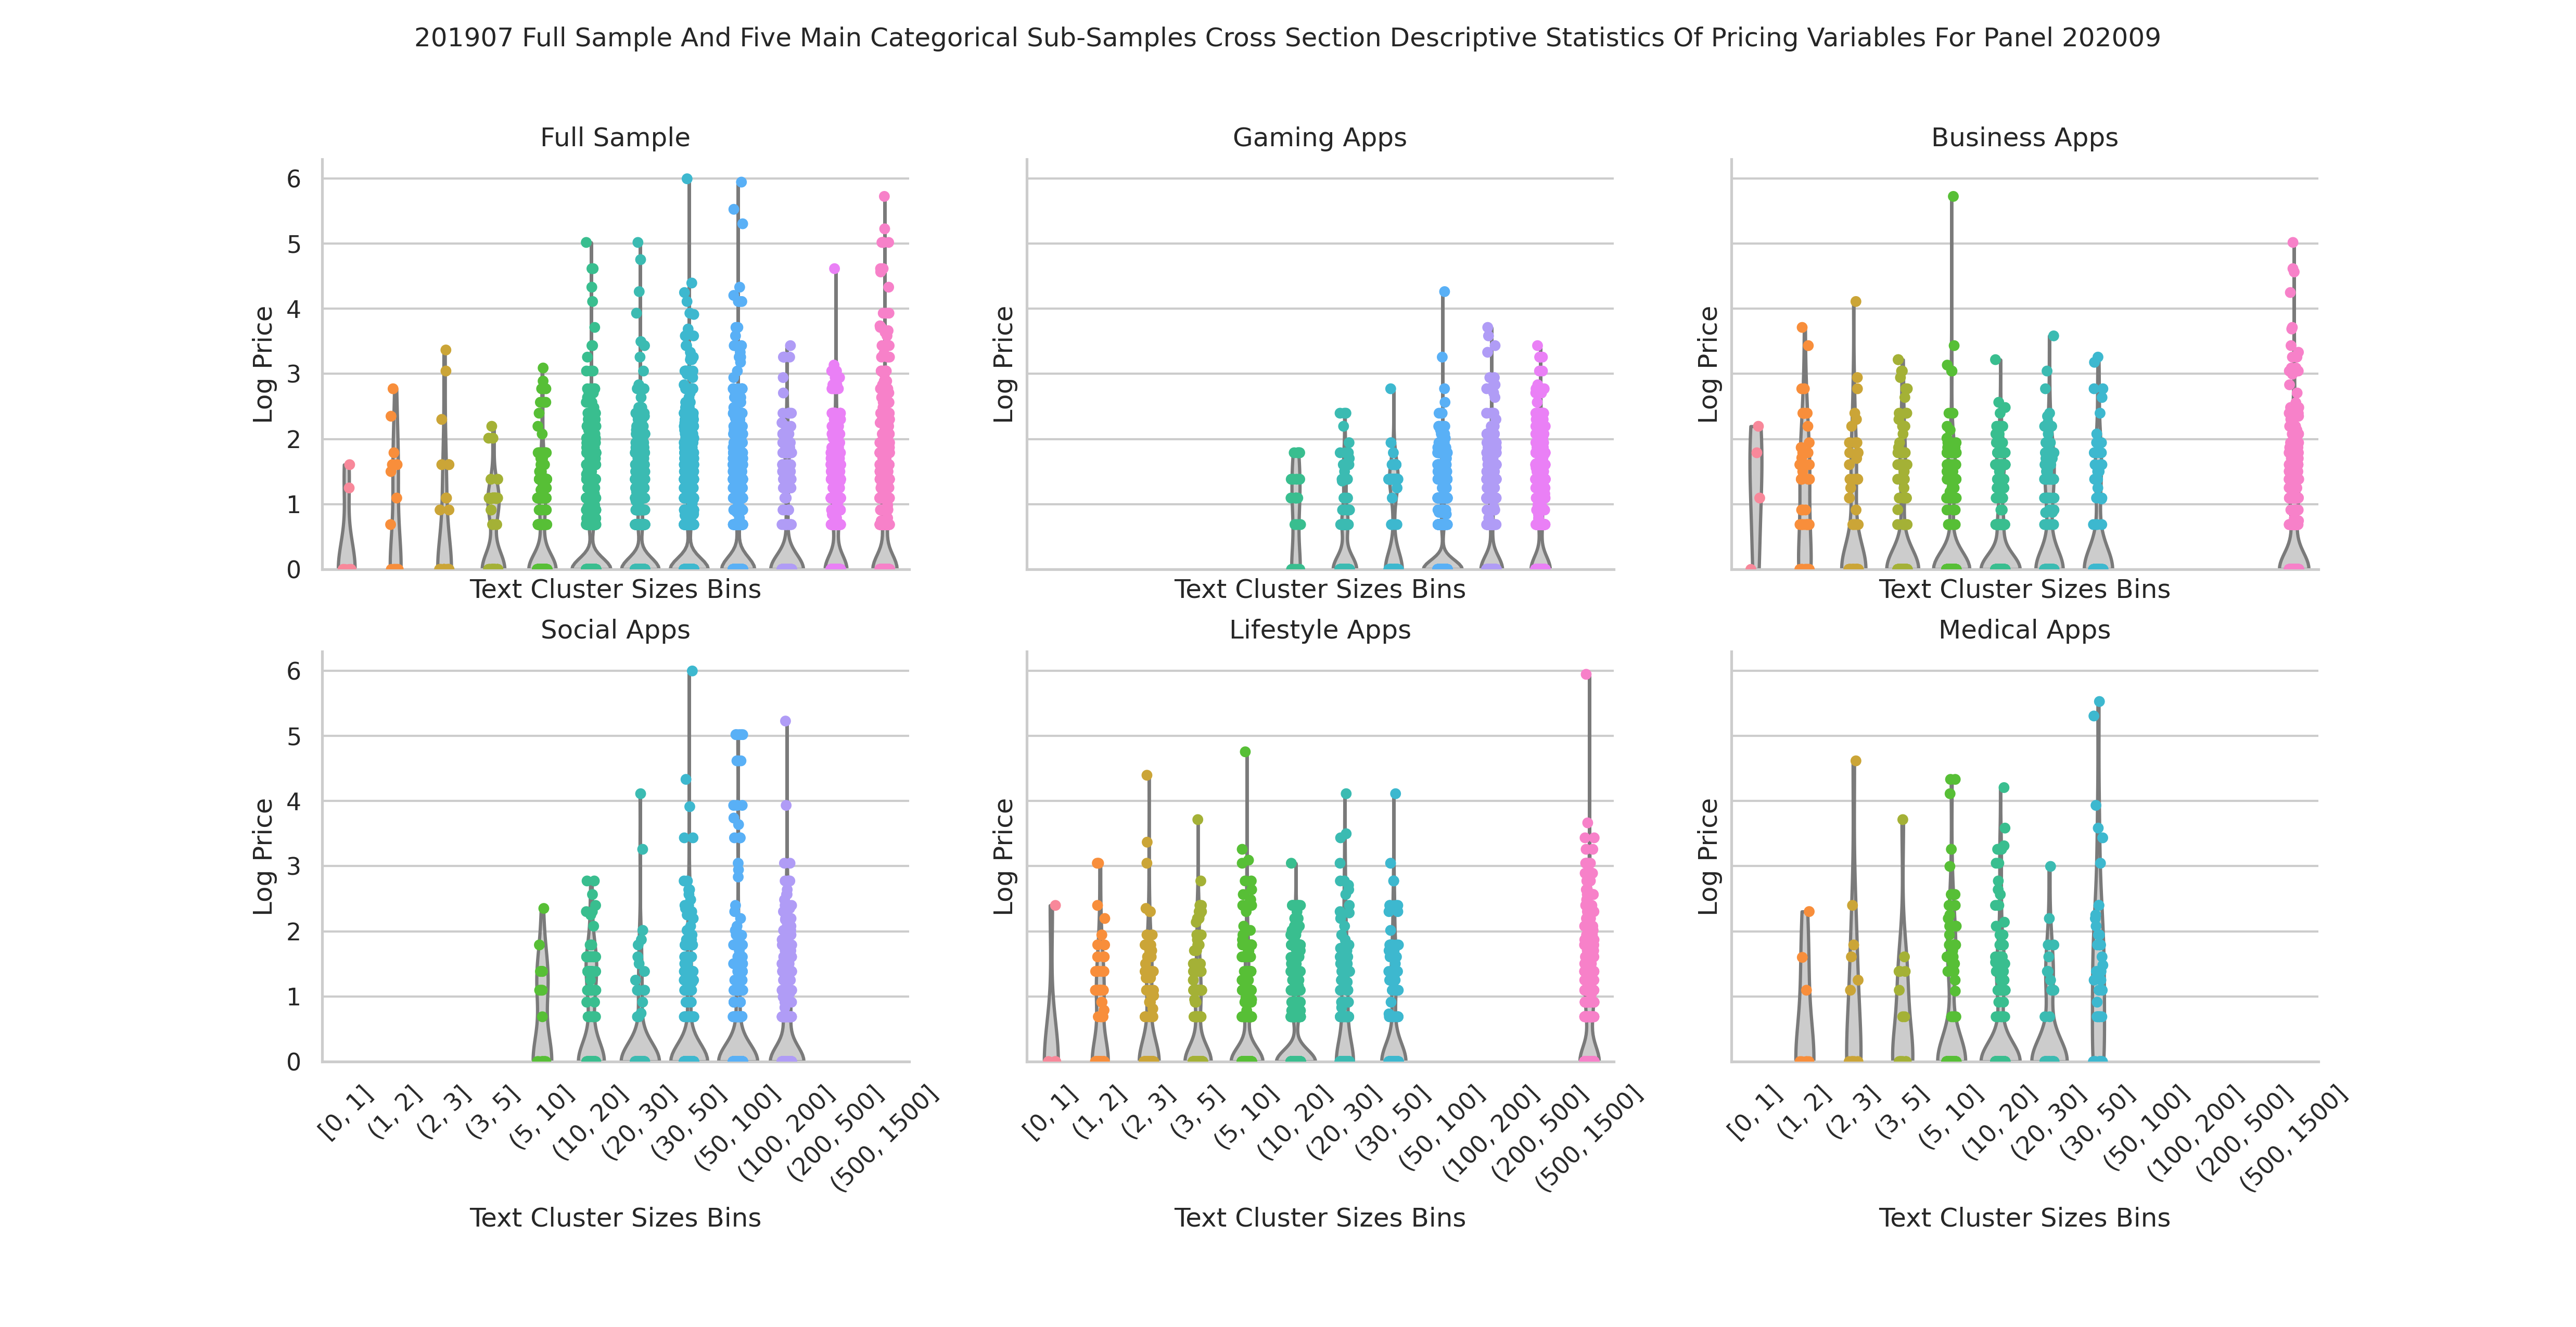 201907 Full Sample And Five Main Categorical Sub-Samples Cross Section Descriptive Statistics Of Pricing Variables For Panel 202009
Full Sample
Gaming Apps
Business Apps
6
5
4
3
2
1
0
Log Price
Log Price
Log Price
Text Cluster Sizes Bins
Text Cluster Sizes Bins
Text Cluster Sizes Bins
Social Apps
Lifestyle Apps
Medical Apps
6
5
4
3
2
1
0
Log Price
Log Price
Log Price
[0, 1]
(1, 2]
(2, 3]
(3, 5]
(5, 10]
(10, 20]
(20, 30]
(30, 50]
(50, 100]
(100, 200]
(200, 500]
(500, 1500]
[0, 1]
(1, 2]
(2, 3]
(3, 5]
(5, 10]
(10, 20]
(20, 30]
(30, 50]
(50, 100]
(100, 200]
(200, 500]
(500, 1500]
[0, 1]
(1, 2]
(2, 3]
(3, 5]
(5, 10]
(10, 20]
(20, 30]
(30, 50]
(50, 100]
(100, 200]
(200, 500]
(500, 1500]
Text Cluster Sizes Bins
Text Cluster Sizes Bins
Text Cluster Sizes Bins